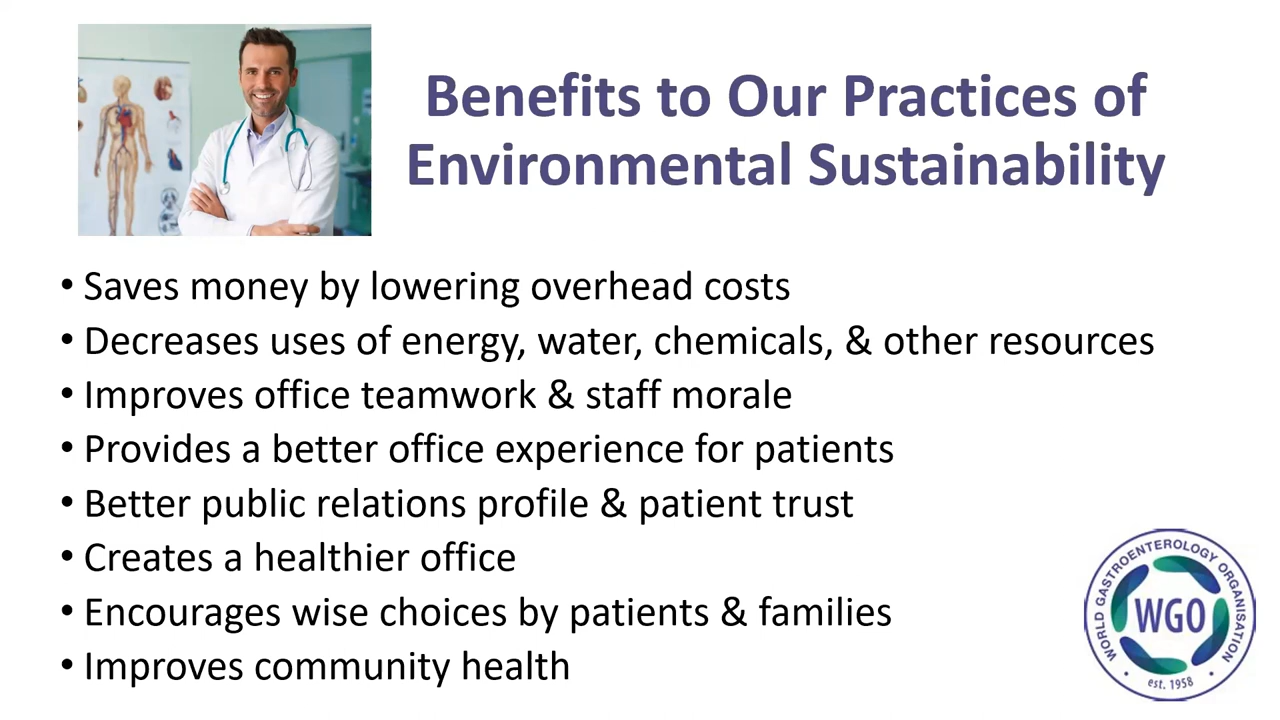 Benefits to Our Practices of
Environmental Sustainability
• Saves money by lowering overhead costs
• Decreases uses of energy, water, chemicals, & other resources
• Improves office teamwork & staff morale
• Provides a better office experience for patients
• Better public relations profile & patient trust
• Creates a healthier office
• Encourages wise choices by patients & families
• Improves community health
WORLD GASTROENTEROLOGY ORGANISATION
WGO
est. 1958